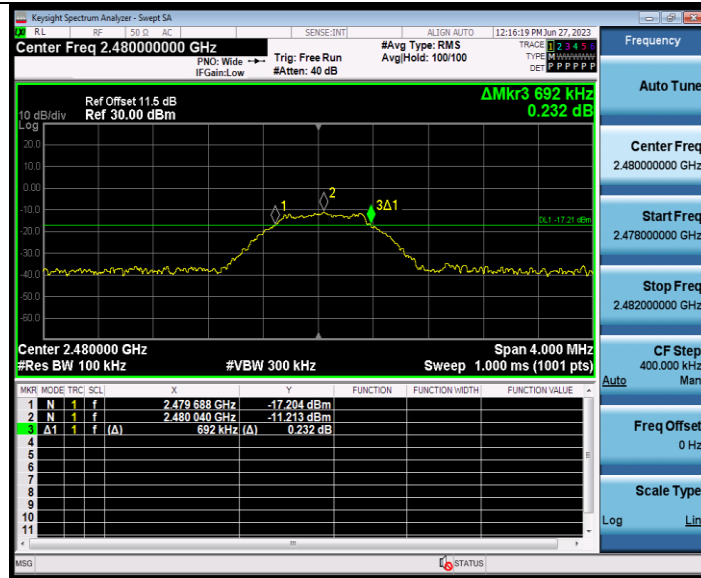 Keysight Spectrum Analyzer - Swept SA
RL RF 50 Ω AC SENSE:INT ALIGN AUTO 12:16:19 PM Jun 27, 2023
Center Freq 2.480000000 GHz
PNO: Wide
IFGain:Low
Trig: Free Run
#Atten: 40 dB
#Avg Type: RMS
Avg|Hold: 100/100
TRACE 1 2 3 4 5 6
TYPE M WWWWW
DET P P P P P P
Ref Offset 11.5 dB
Ref 30.00 dBm
10 dB/div
Log
ΔMkr3 692 kHz
0.232 dB
20.0
10.0
0.00
-10.0
-20.0
-30.0
-40.0
-50.0
-60.0
1
2
3Δ1
DL1 -17.21 dBm
Center 2.480000 GHz
Span 4.000 MHz
#Res BW 100 kHz
#VBW 300 kHz
Sweep 1.000 ms (1001 pts)
MKR MODE TRC SCL X Y FUNCTION FUNCTION WIDTH FUNCTION VALUE
1 N 1 f 2.479 688 GHz -17.204 dBm
2 N 1 f 2.480 040 GHz -11.213 dBm
3 Δ1 1 f (Δ) 692 kHz (Δ) 0.232 dB
4
5
6
7
8
9
10
11
MSG
STATUS
Frequency
Auto Tune
Center Freq
2.480000000 GHz
Start Freq
2.478000000 GHz
Stop Freq
2.482000000 GHz
CF Step
400.000 kHz
Auto Man
Freq Offset
0 Hz
Scale Type
Log Lin